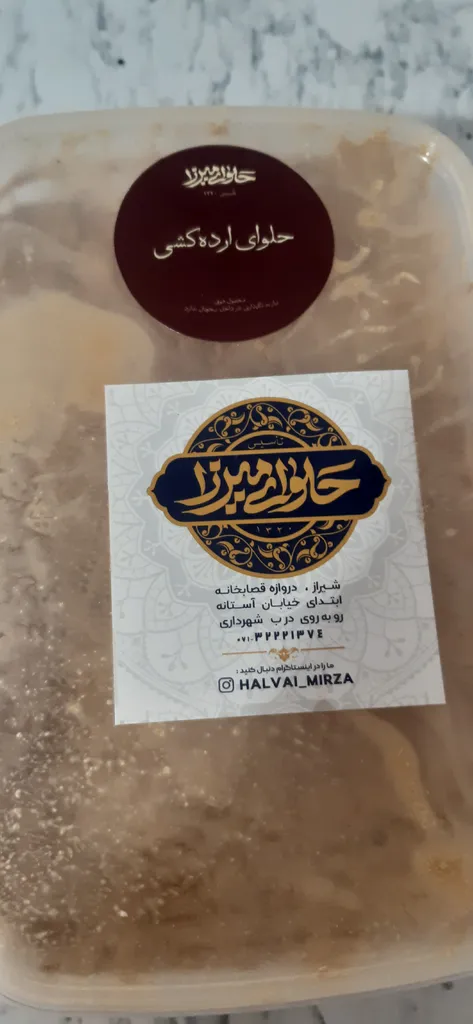 حلوای میرزا
حلوای ارده‌کشی
حلوای میرزا
تاسیس
۱۳۲۰
شیراز ، دروازه قصابخانه
ابتدای خیابان آستانه
رو به روی درب شهرداری
۰۷۱-۳۲۲۲۱۳۷۴
ما را در اینستاگرام دنبال کنید :
HALVAI_MIRZA